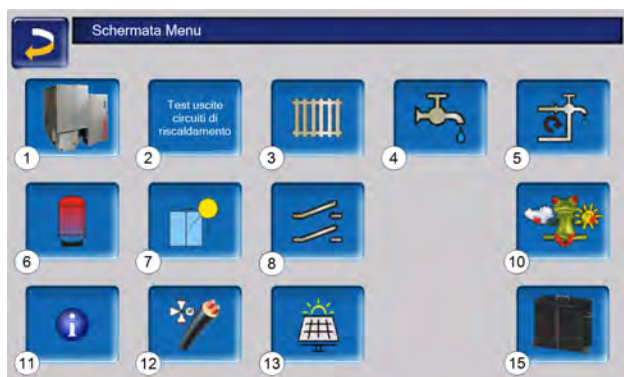 Schermata Menu
Test uscite
circuiti di
riscaldamento
1
2
3
4
5
6
7
8
10
i
11
12
13
15